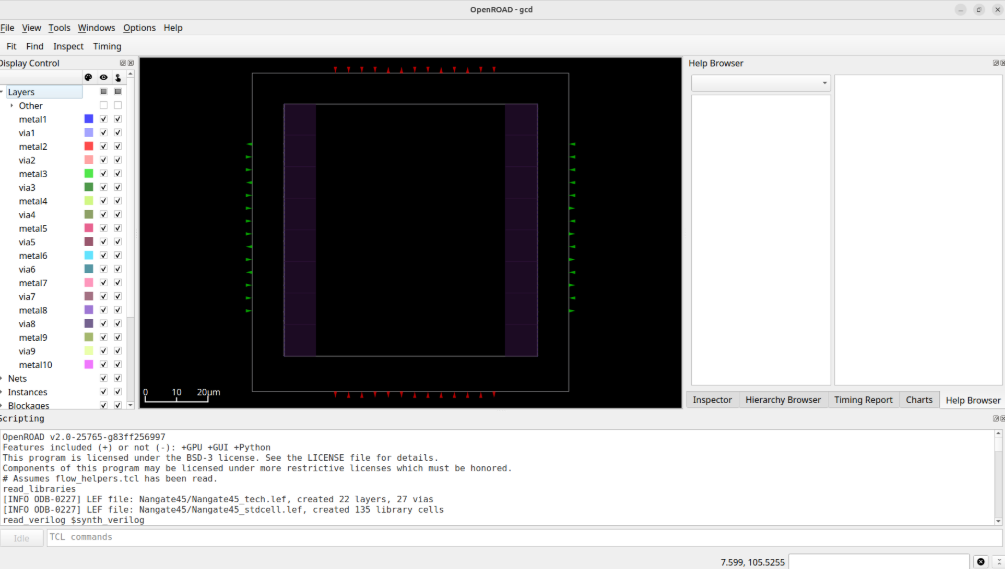 OpenROAD - gcd
File View Tools Windows Options Help
Fit Find Inspect Timing
Display Control
Help Browser
Layers
Other
metal1
via1
metal2
via2
metal3
via3
metal4
via4
metal5
via5
metal6
via6
metal7
via7
metal8
via8
metal9
via9
metal10
Nets
Instances
Blockages
0 10 20μm
Inspector Hierarchy Browser Timing Report Charts Help Browser
Scripting
OpenROAD v2.0-25765-g83ff256997
Features included (+) or not (-): +GPU +GUI +Python
This program is licensed under the BSD-3 license. See the LICENSE file for details.
Components of this program may be licensed under more restrictive licenses which must be honored.
# Assumes flow_helpers.tcl has been read.
read_libraries
[INFO ODB-0227] LEF file: Nangate45/Nangate45_tech.lef, created 22 layers, 27 vias
[INFO ODB-0227] LEF file: Nangate45/Nangate45_stdcell.lef, created 135 library cells
read_verilog $synth_verilog
Idle
TCL commands
7.599, 105.5255